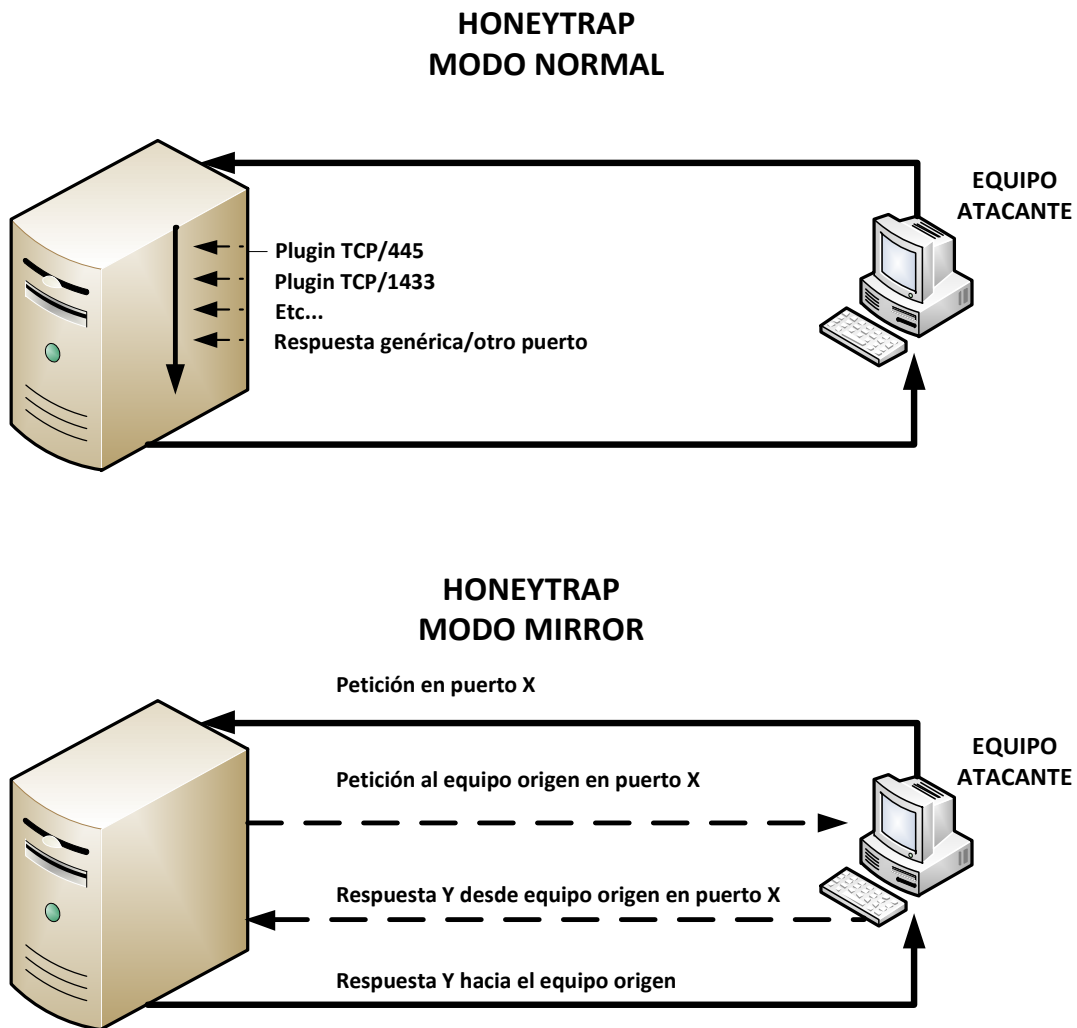 HONEYTRAP
MODO NORMAL
EQUIPO
ATACANTE
Plugin TCP/445
Plugin TCP/1433
Etc...
Respuesta genérica/otro puerto
HONEYTRAP
MODO MIRROR
Petición en puerto X
EQUIPO
ATACANTE
Petición al equipo origen en puerto X
Respuesta Y desde equipo origen en puerto X
Respuesta Y hacia el equipo origen